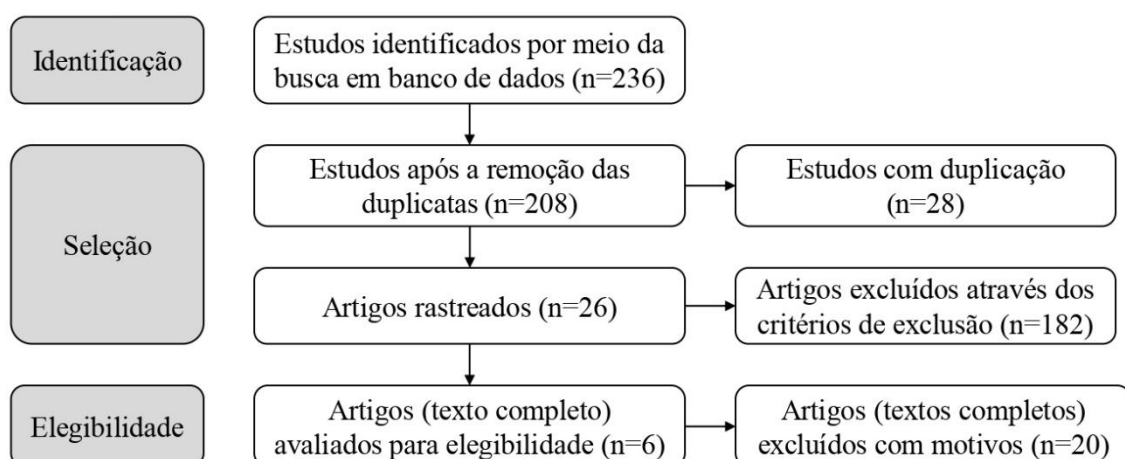 Identificação
Estudos identificados por meio da
busca em banco de dados (n=236)
Seleção
Estudos após a remoção das
duplicatas (n=208)
Estudos com duplicação
(n=28)
Artigos rastreados (n=26)
Artigos excluídos através dos
critérios de exclusão (n=182)
Elegibilidade
Artigos (texto completo)
avaliados para elegibilidade (n=6)
Artigos (textos completos)
excluídos com motivos (n=20)